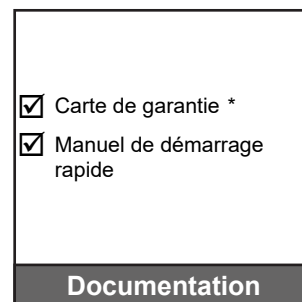 Carte de garantie *
Manuel de démarrage
rapide
Documentation